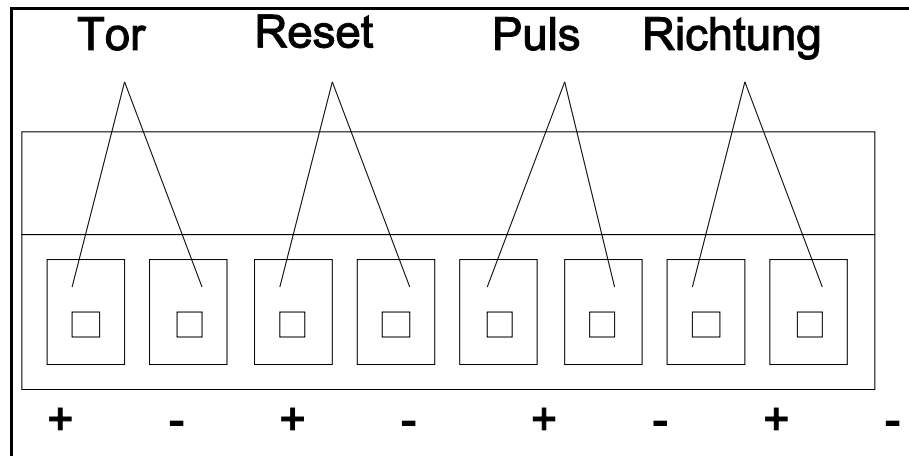 Tor Reset Puls Richtung
+ - + - + - + -